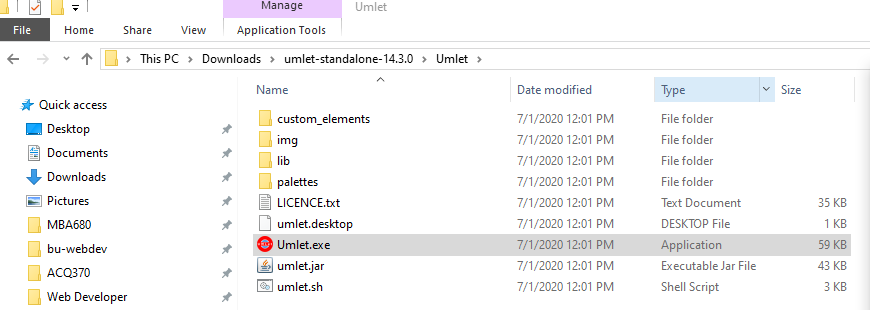 Manage Umlet
File Home Share View Application Tools
This PC Downloads umlet-standalone-14.3.0 Umlet
Name Date modified Type Size
Quick access
custom_elements 7/1/2020 12:01 PM File folder
Desktop
img 7/1/2020 12:01 PM File folder
Documents
lib 7/1/2020 12:01 PM File folder
Downloads
palettes 7/1/2020 12:01 PM File folder
Pictures
LICENCE.txt 7/1/2020 12:01 PM Text Document 35 KB
MBA680
umlet.desktop 7/1/2020 12:01 PM DESKTOP File 1 KB
bu-webdev
Umlet.exe 7/1/2020 12:01 PM Application 59 KB
ACQ370
umlet.jar 7/1/2020 12:01 PM Executable Jar File 43 KB
Web Developer
umlet.sh 7/1/2020 12:01 PM Shell Script 3 KB